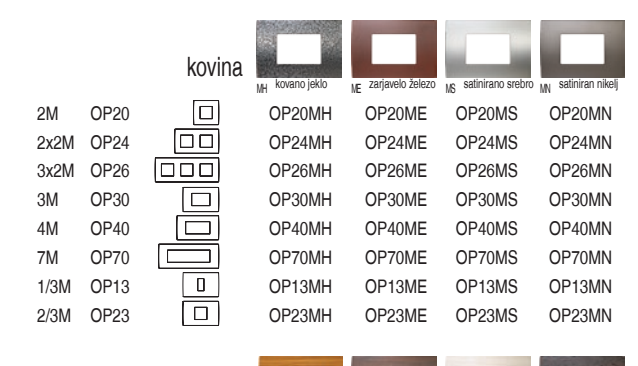 kovina
MH kovano jeklo ME zarjavelo železo MS satinirano srebro MN satiniran nikelj
2M OP20 OP20MH OP20ME OP20MS OP20MN
2x2M OP24 OP24MH OP24ME OP24MS OP24MN
3x2M OP26 OP26MH OP26ME OP26MS OP26MN
3M OP30 OP30MH OP30ME OP30MS OP30MN
4M OP40 OP40MH OP40ME OP40MS OP40MN
7M OP70 OP70MH OP70ME OP70MS OP70MN
1/3M OP13 OP13MH OP13ME OP13MS OP13MN
2/3M OP23 OP23MH OP23ME OP23MS OP23MN